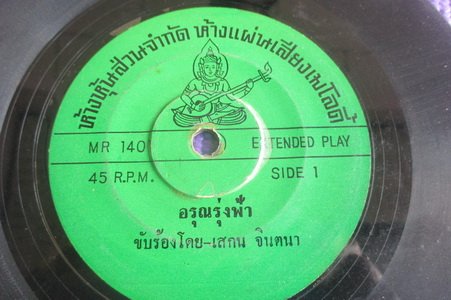 ห้างหุ้นส่วนจำกัด ห้างแผ่นเสียงเมโลดี้
MR 140 EXTENDED PLAY
45 R.P.M. SIDE 1
อรุณรุ่งฟ้า
ขับร้องโดย-เสกน จินตนา